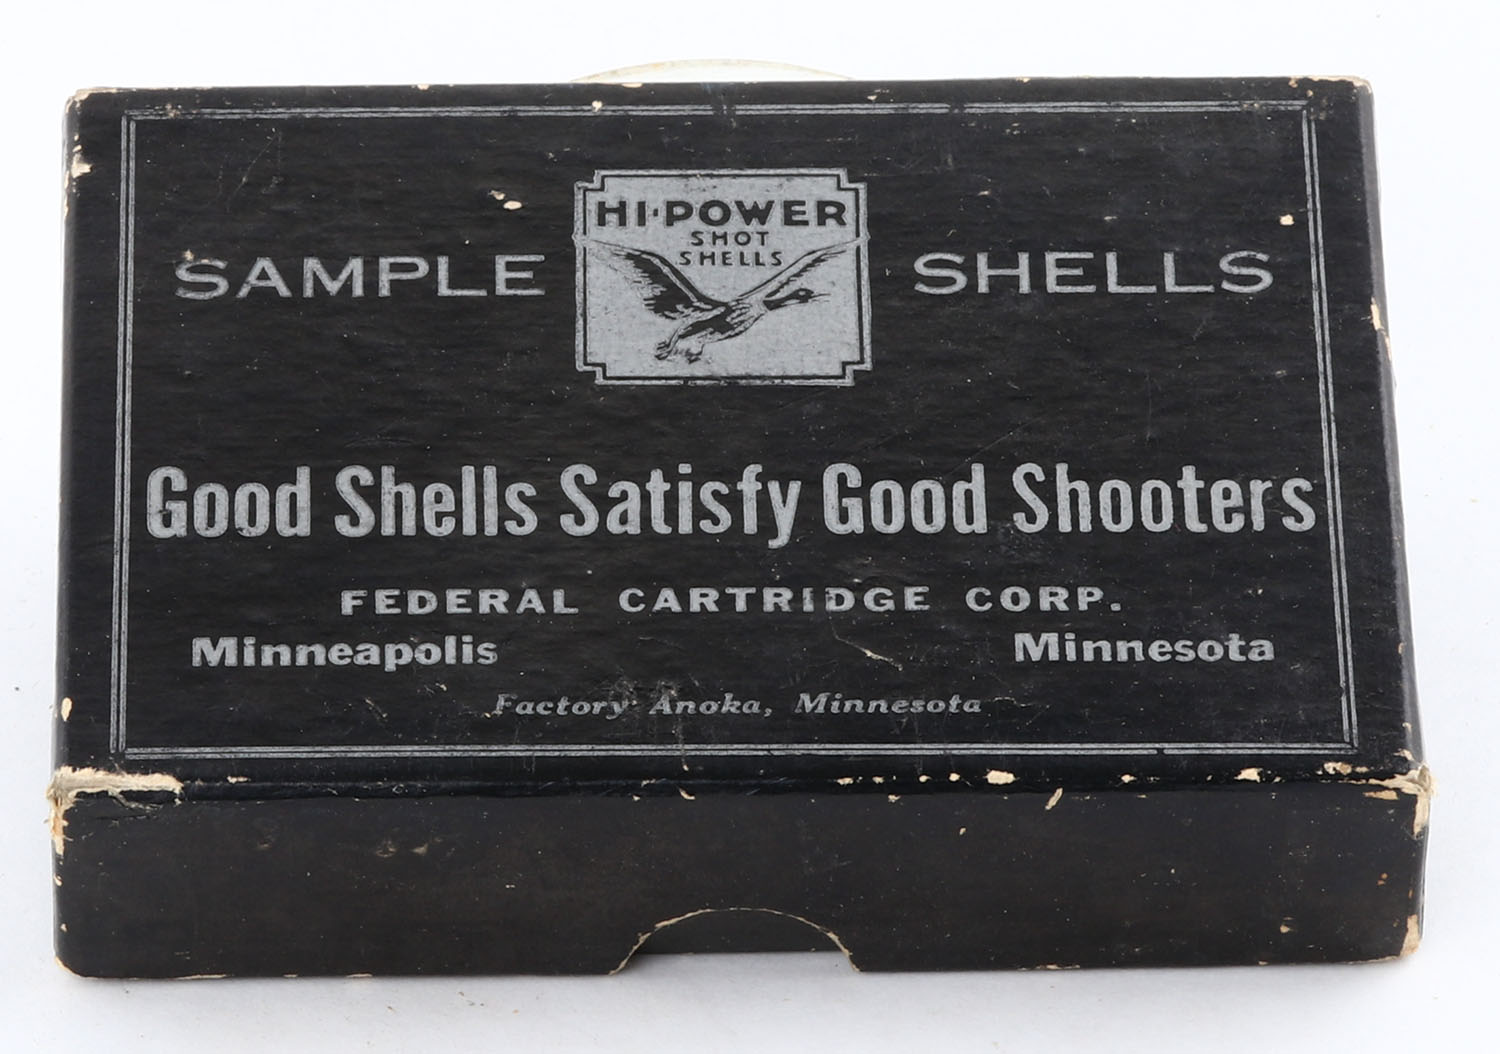 HI·POWER
SHOT
SHELLS
SAMPLE SHELLS
Good Shells Satisfy Good Shooters
FEDERAL CARTRIDGE CORP.
Minneapolis Minnesota
Factory Anoka, Minnesota